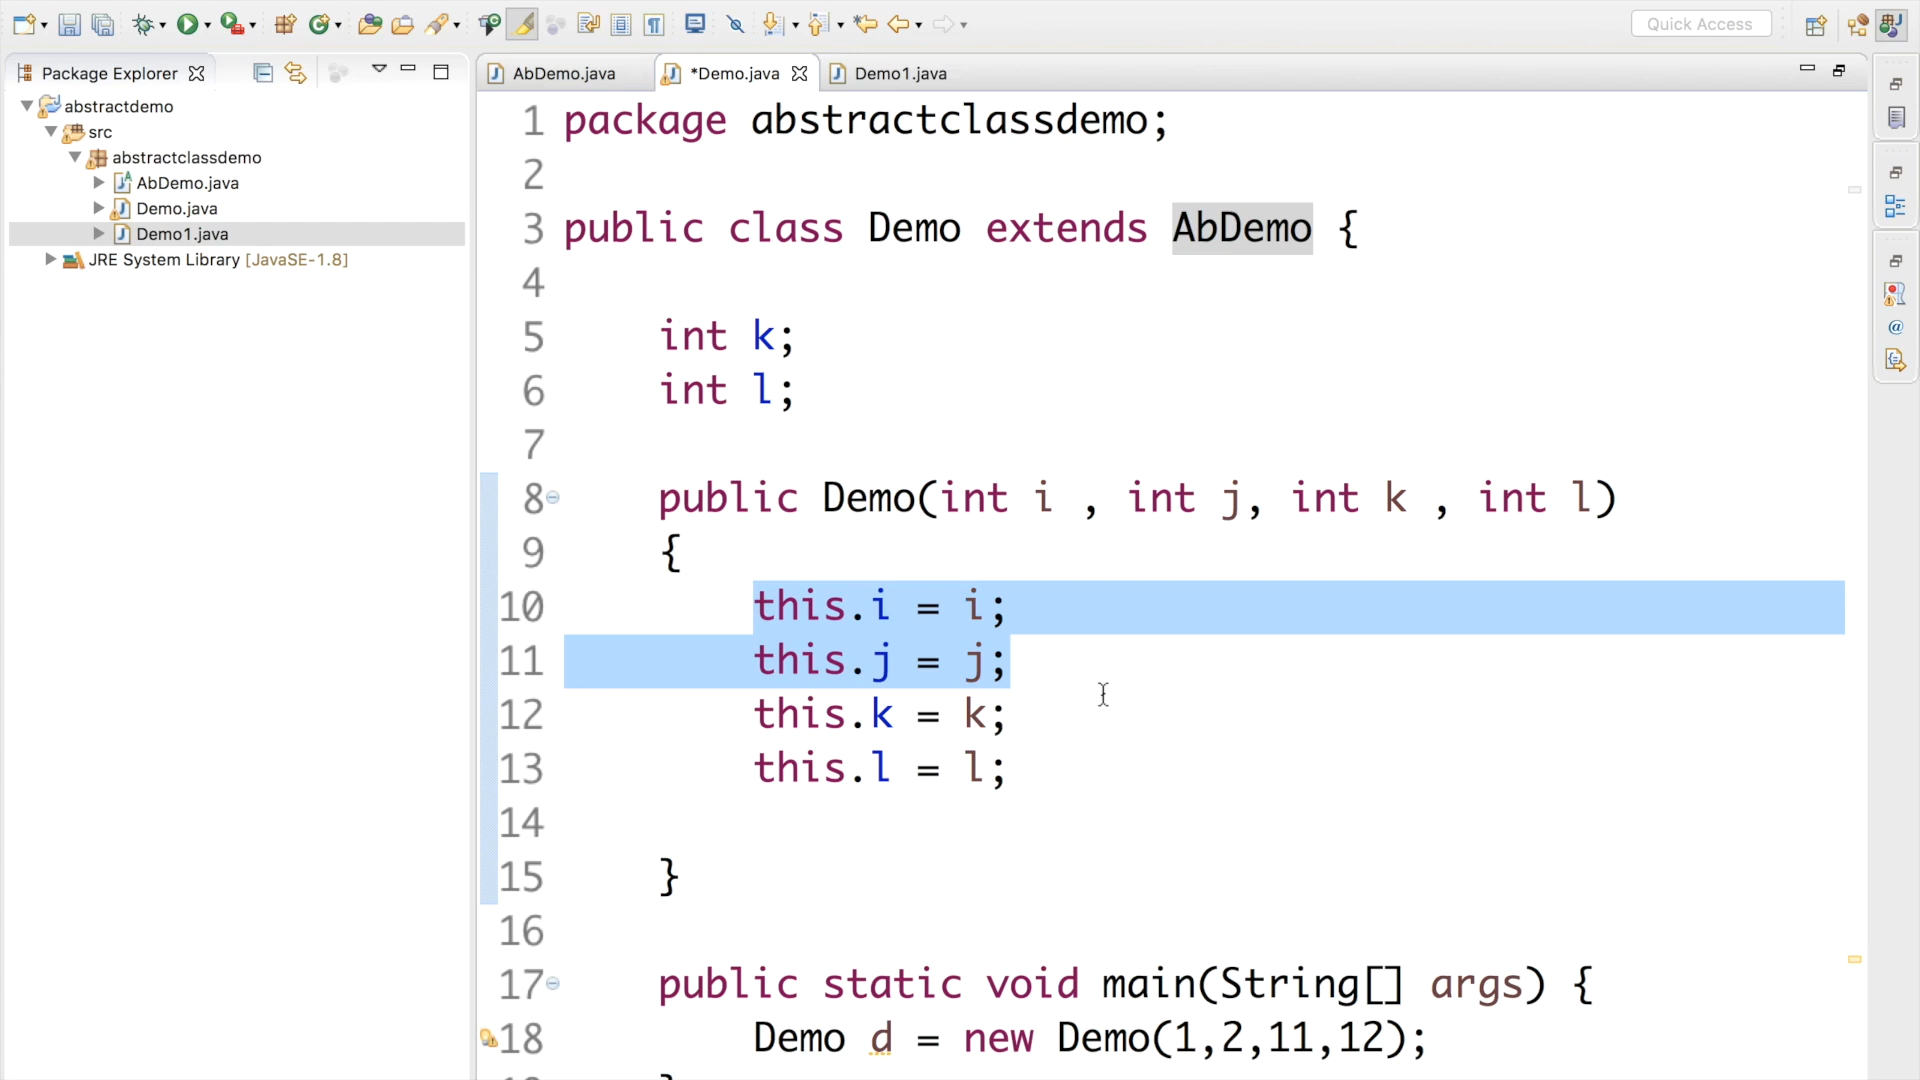 Quick Access
Package Explorer
abstractdemo
src
abstractclassdemo
AbDemo.java
Demo.java
Demo1.java
JRE System Library [JavaSE-1.8]
AbDemo.java
*Demo.java
Demo1.java
1 package abstractclassdemo;
2
3 public class Demo extends AbDemo {
4
5 int k;
6 int l;
7
8 public Demo(int i , int j, int k , int l)
9 {
10 this.i = i;
11 this.j = j;
12 this.k = k;
13 this.l = l;
14
15 }
16
17 public static void main(String[] args) {
18 Demo d = new Demo(1,2,11,12);